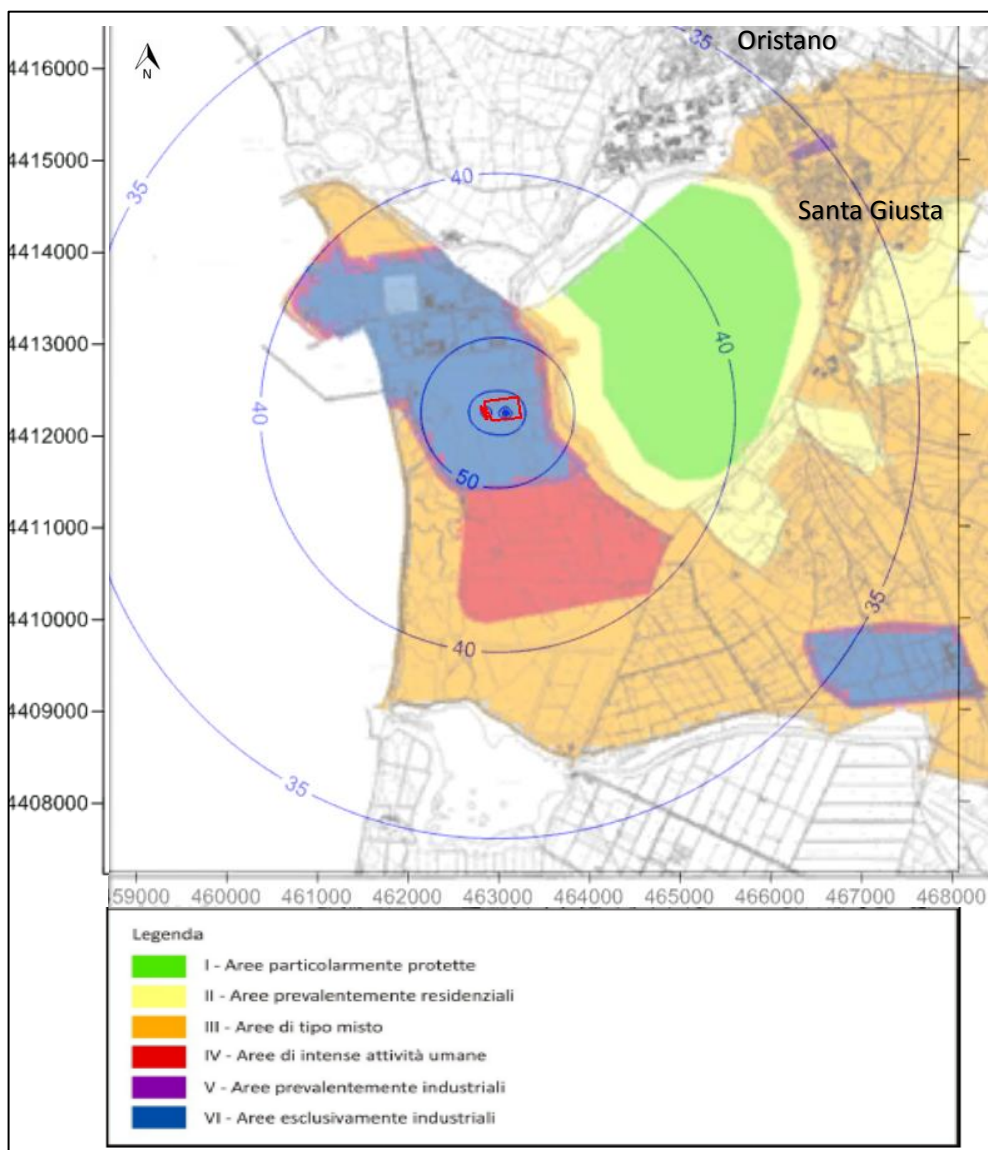 Oristano
4416000
N
35
4415000
40
35
Santa Giusta
4414000
4413000
40
40
4412000
50
4411000
4410000
35
40
4409000
35
4408000
459000 460000 461000 462000 463000 464000 465000 466000 467000 468000
Legenda
I - Aree particolarmente protette
II - Aree prevalentemente residenziali
III - Aree di tipo misto
IV - Aree di intense attività umane
V - Aree prevalentemente industriali
VI - Aree esclusivamente industriali